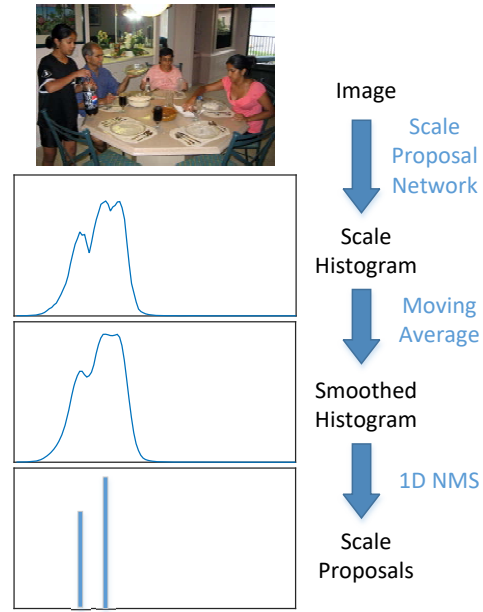 Image
Scale
Proposal
Network
Scale
Histogram
Moving
Average
Smoothed
Histogram
1D NMS
Scale
Proposals